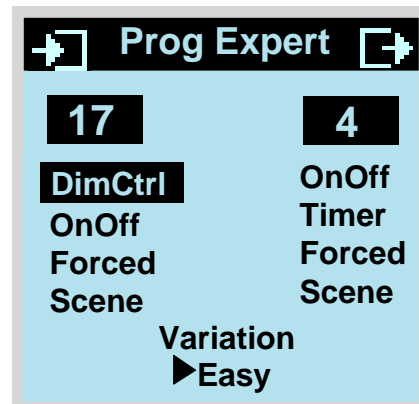 Prog Expert
17 4
DimCtrl OnOff
OnOff Timer
Forced Forced
Scene Scene
Variation
Easy